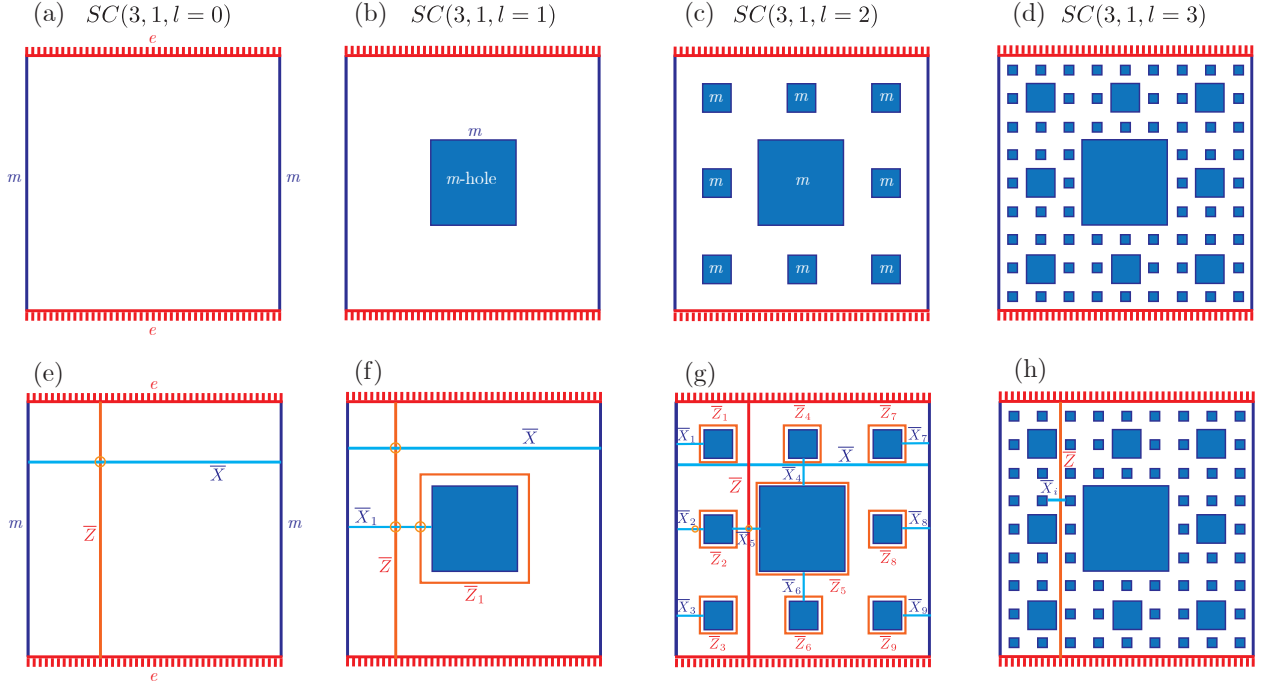 (a) SC(3, 1, l = 0)
e
m
m
e
(b) SC(3, 1, l = 1)
m
m-hole
(c) SC(3, 1, l = 2)
m m m
m m m
m m m
(d) SC(3, 1, l = 3)
(e)
e
X̅
Z̅
m
m
e
(f)
X̅
X̅₁
Z̅
Z̅₁
(g)
Z̅₁ Z̅₄ Z̅₇
X̅₁ X̅₇
X̅
X̅₄
Z̅
X̅₂ X̅₈
X̅₅
Z̅₂ Z̅₅ Z̅₈
X̅₆
X̅₃ X̅₉
Z̅₃ Z̅₆ Z̅₉
(h)
Z̅
X̅ᵢ